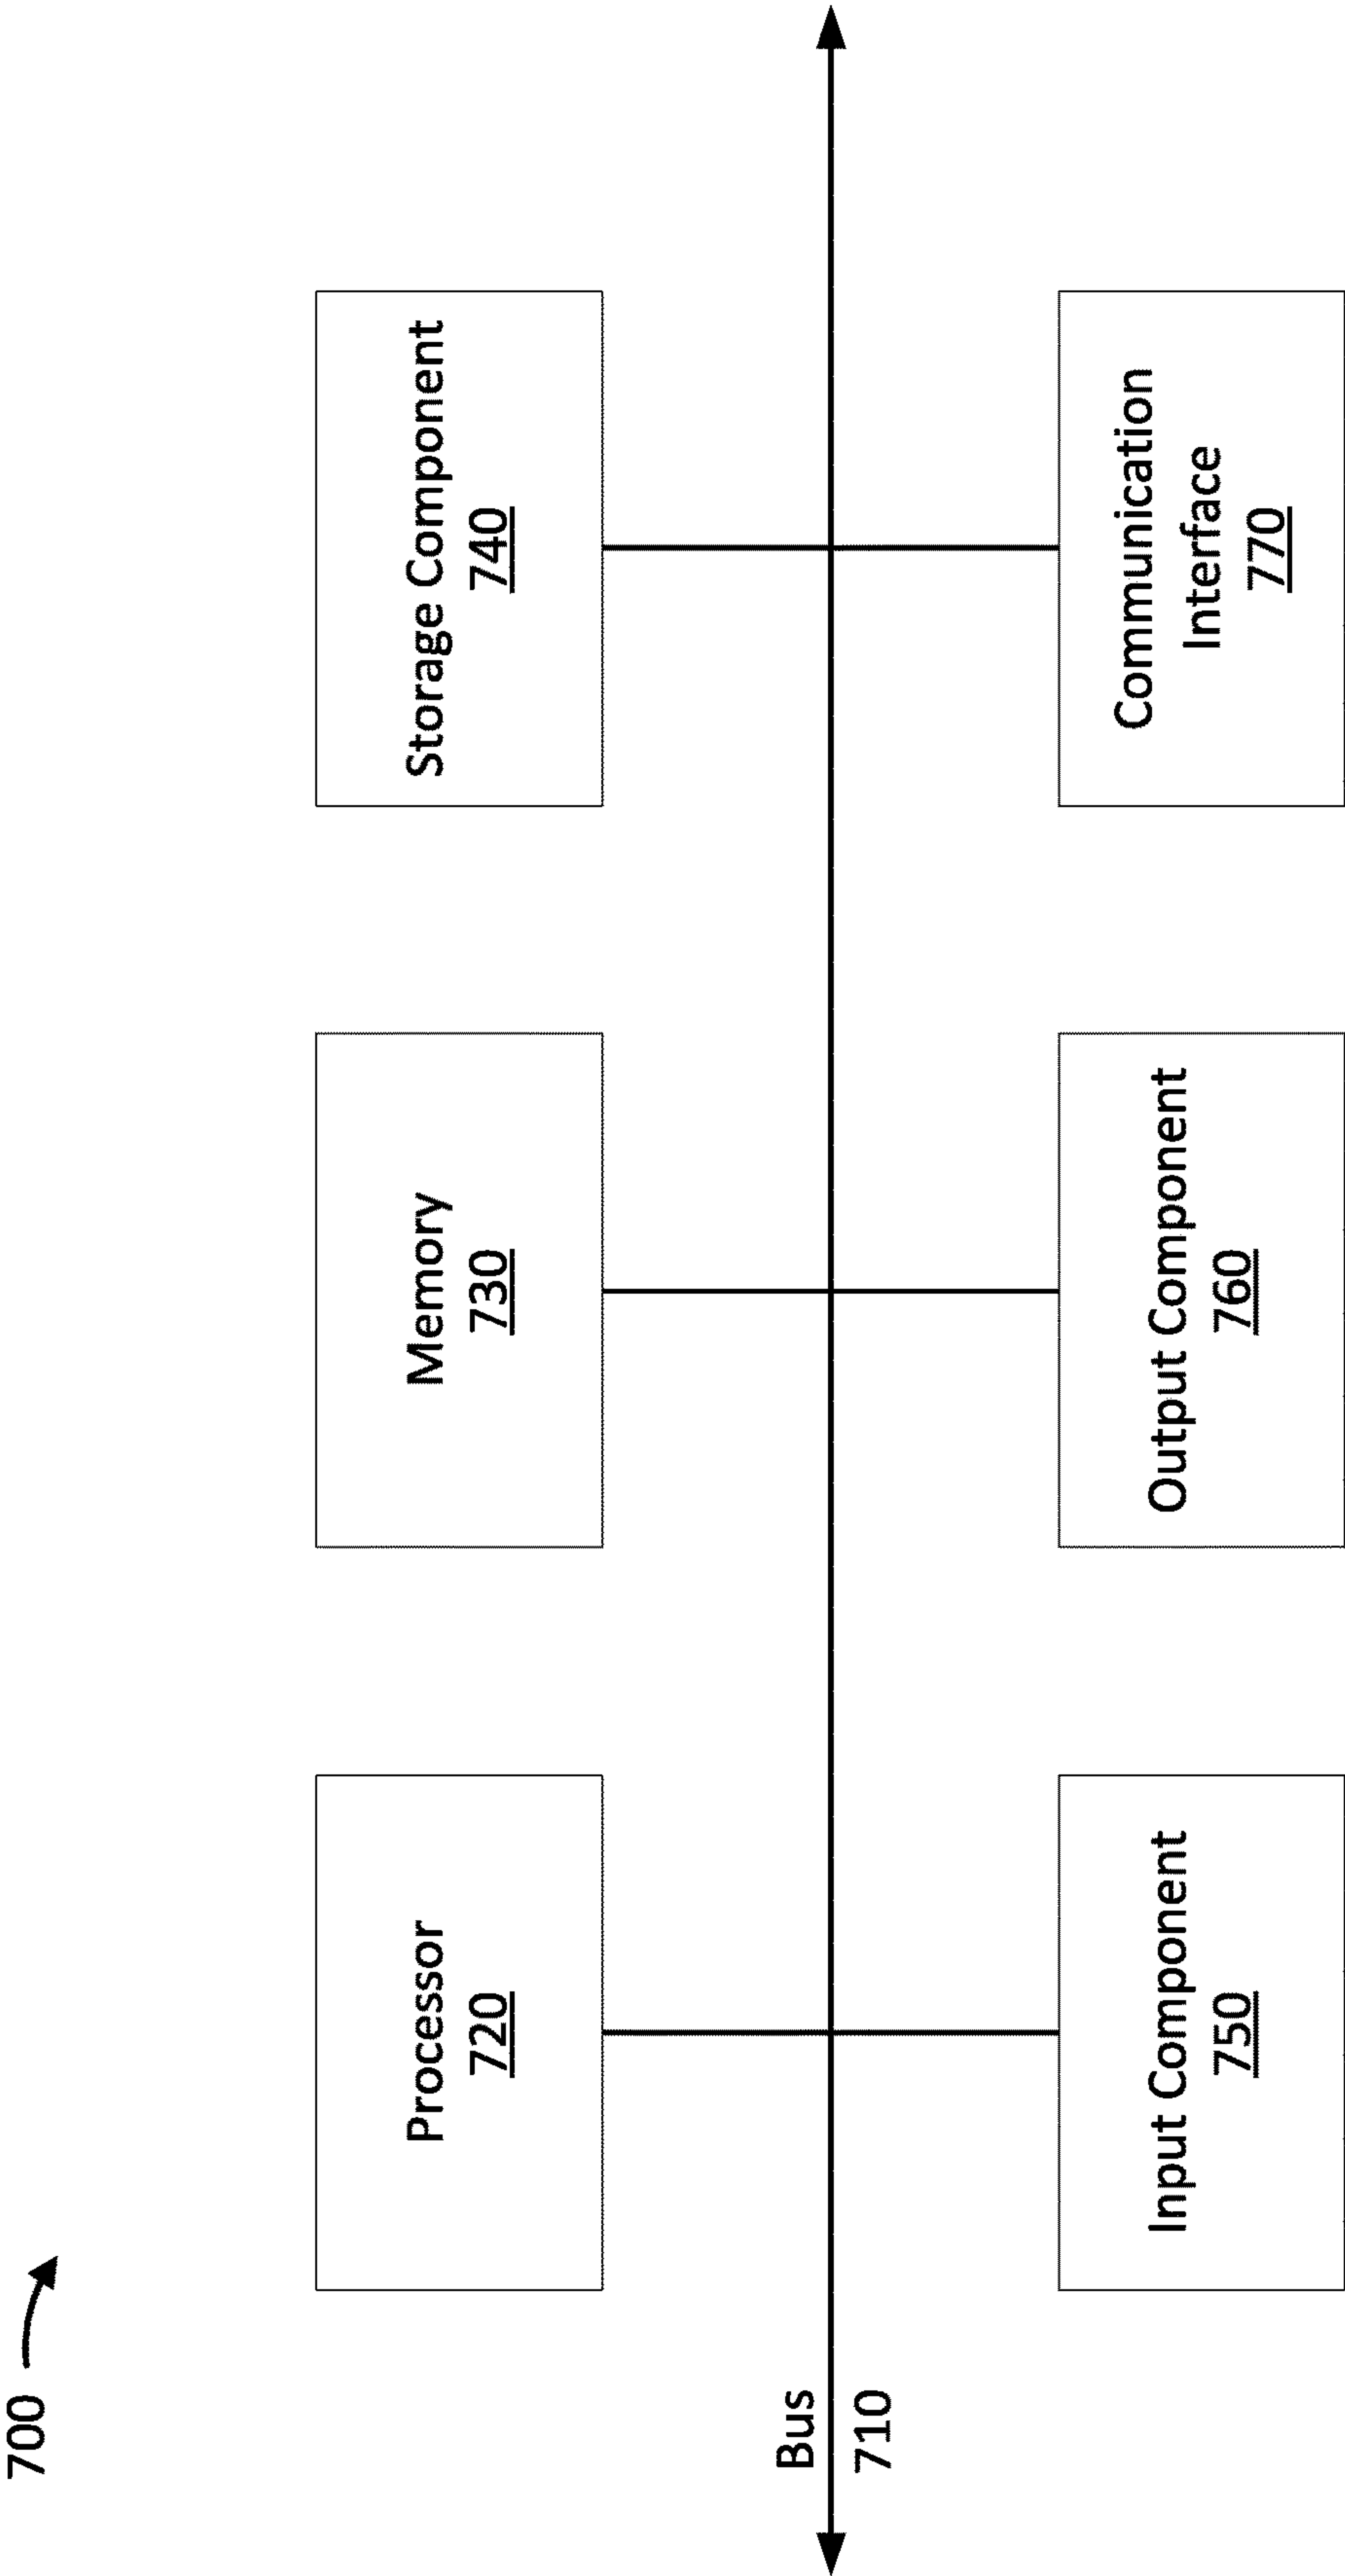 700
Processor
720
Memory
730
Storage Component
740
Bus
710
Input Component
750
Output Component
760
Communication
Interface
770